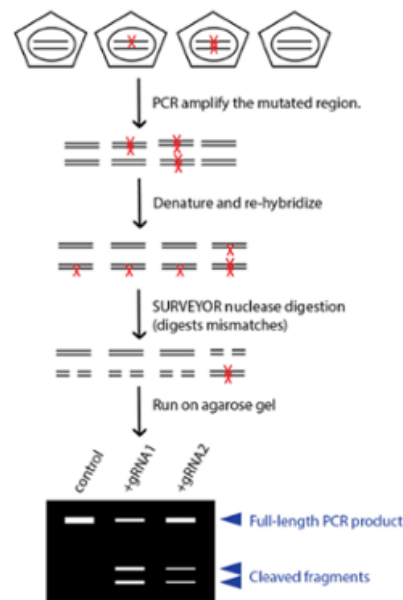 PCR amplify the mutated region.
Denature and re-hybridize
SURVEYOR nuclease digestion
(digests mismatches)
Run on agarose gel
control
+gRNA1
+gRNA2
Full-length PCR product
Cleaved fragments